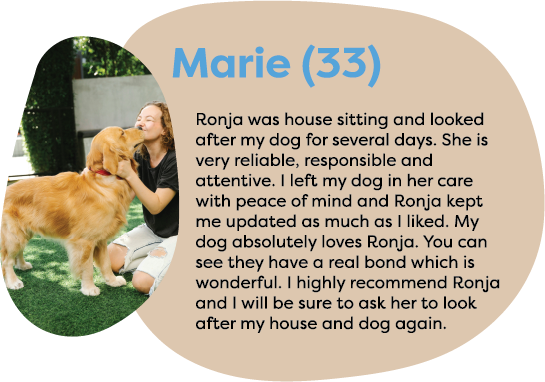 Marie (33)
Ronja was house sitting and looked
after my dog for several days. She is
very reliable, responsible and
attentive. I left my dog in her care
with peace of mind and Ronja kept
me updated as much as I liked. My
dog absolutely loves Ronja. You can
see they have a real bond which is
wonderful. I highly recommend Ronja
and I will be sure to ask her to look
after my house and dog again.